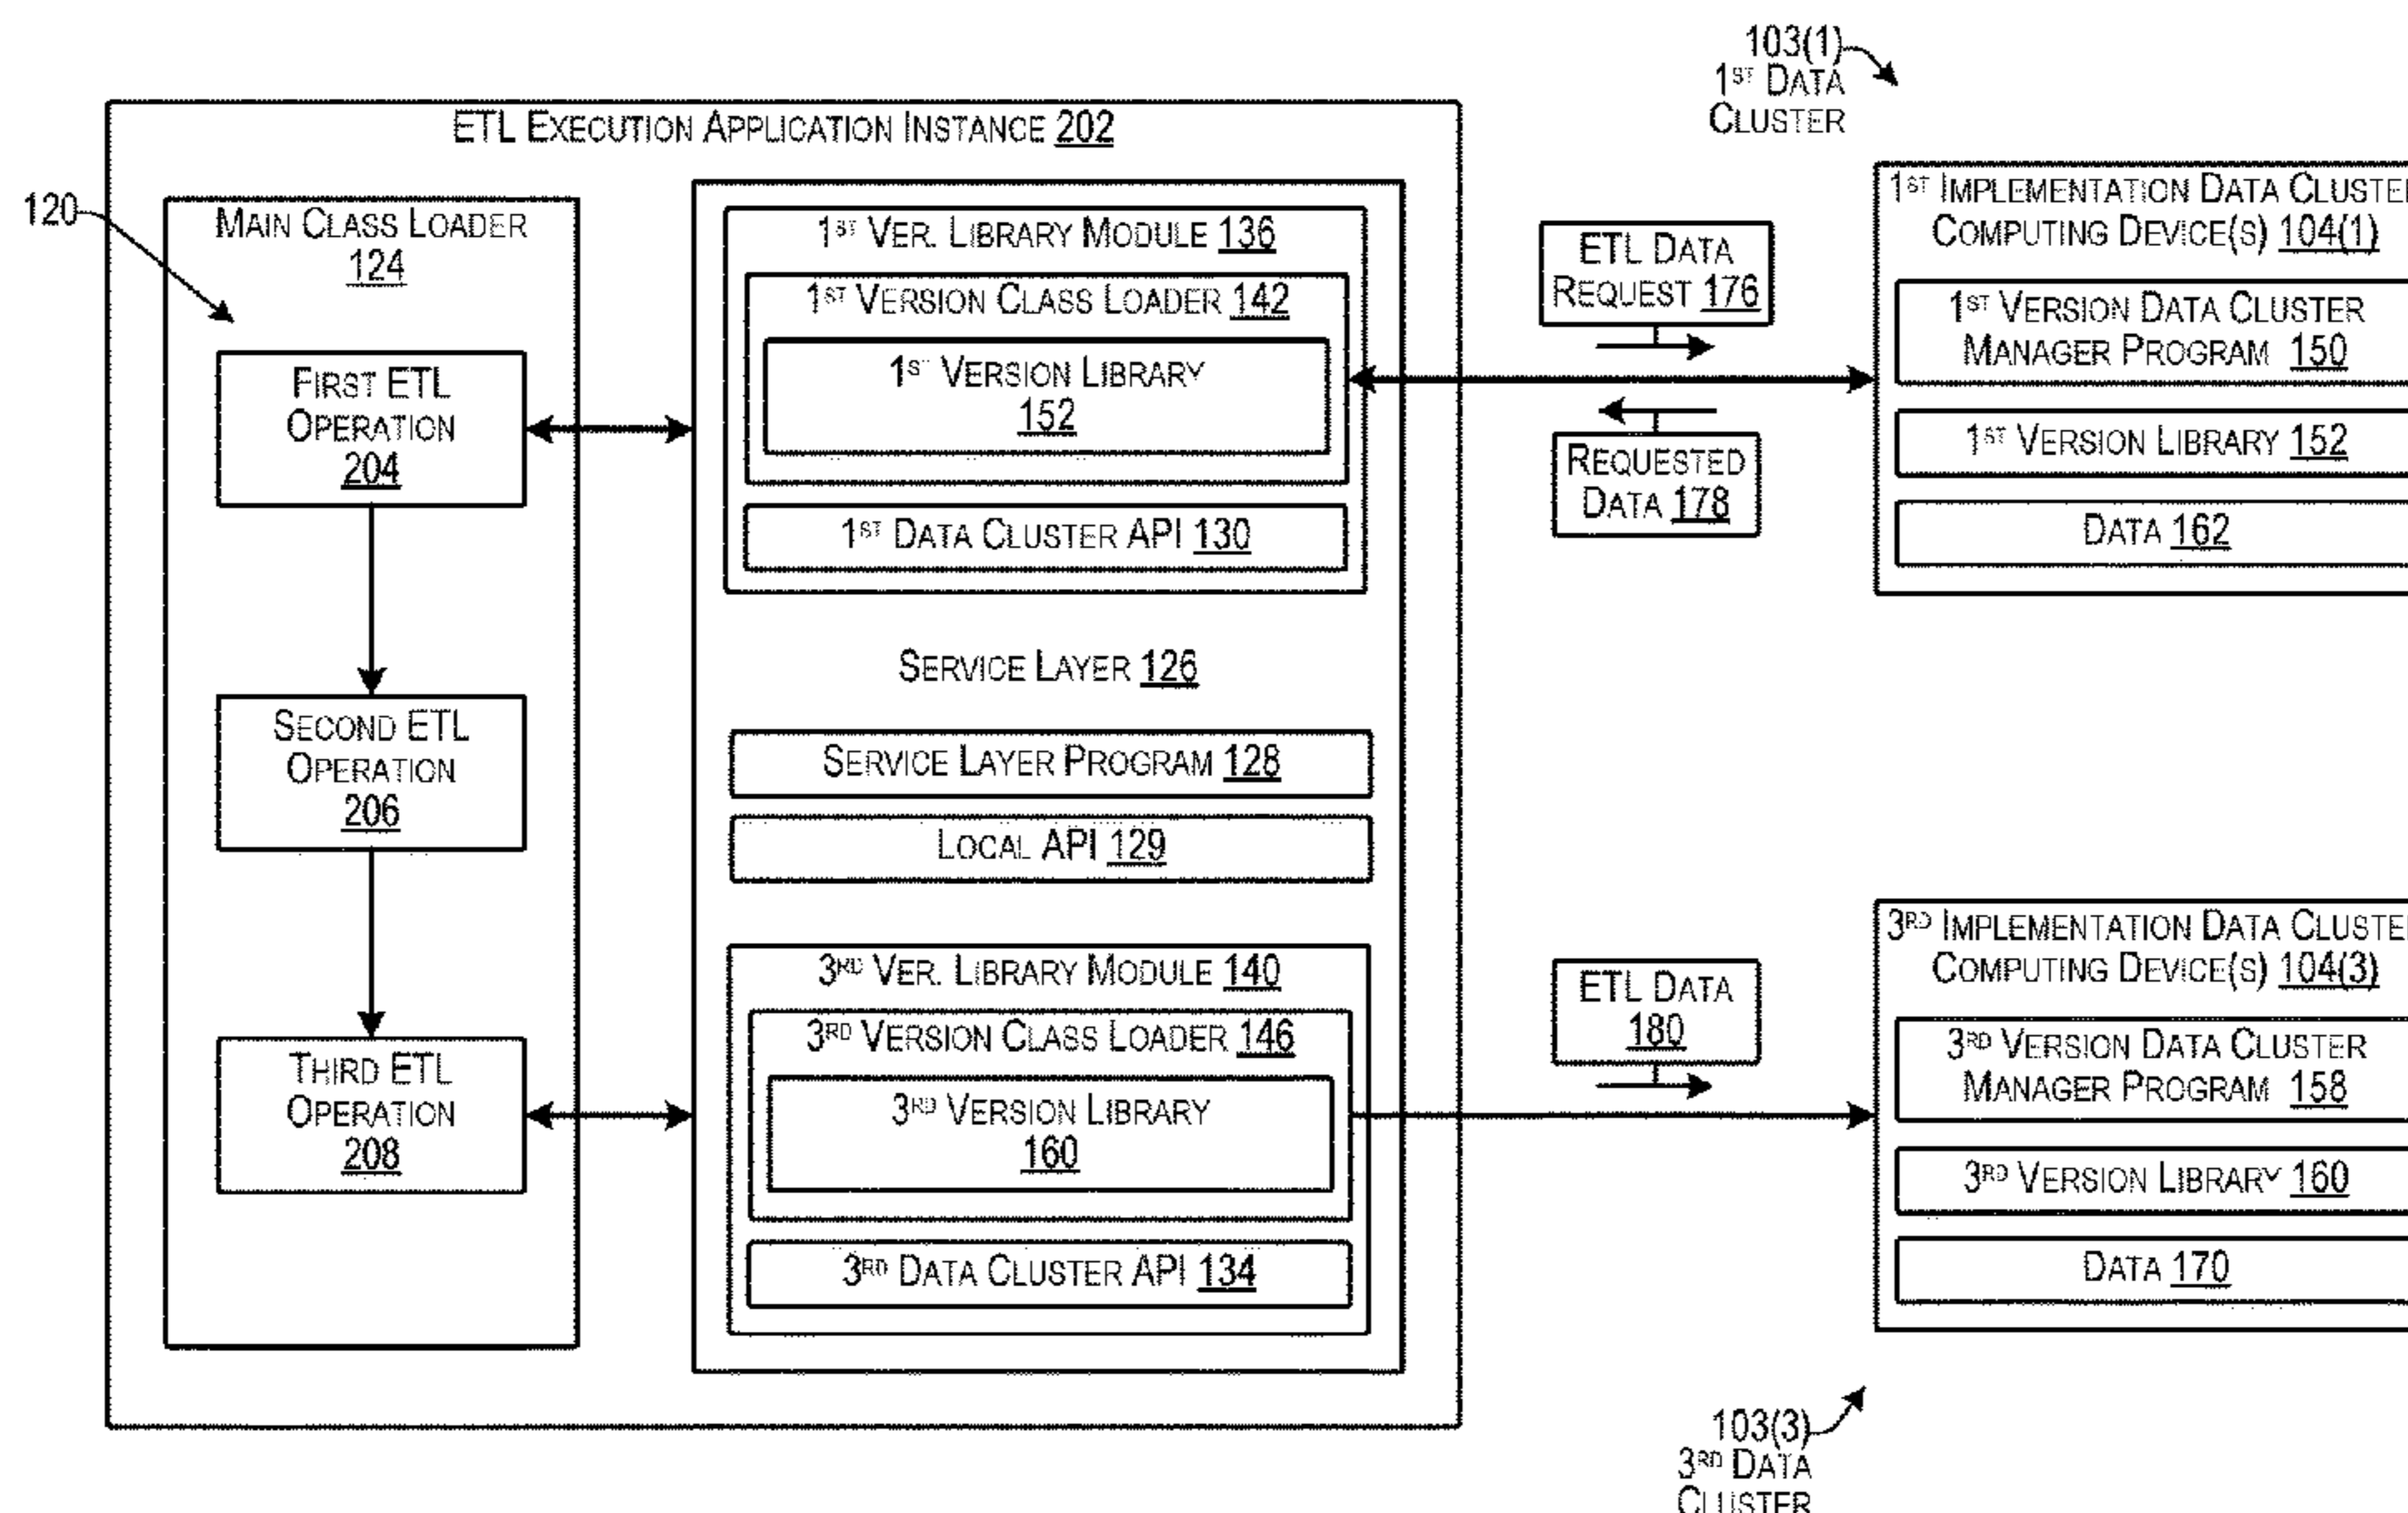 103(1)
1ST DATA
CLUSTER
ETL EXECUTION APPLICATION INSTANCE 202
120
MAIN CLASS LOADER
124
FIRST ETL
OPERATION
204
SECOND ETL
OPERATION
206
THIRD ETL
OPERATION
208
1ST VER. LIBRARY MODULE 136
1ST VERSION CLASS LOADER 142
1ST VERSION LIBRARY
152
1ST DATA CLUSTER API 130
SERVICE LAYER 126
SERVICE LAYER PROGRAM 128
LOCAL API 129
3RD VER. LIBRARY MODULE 140
3RD VERSION CLASS LOADER 146
3RD VERSION LIBRARY
160
3RD DATA CLUSTER API 134
ETL DATA
REQUEST 176
REQUESTED
DATA 178
ETL DATA
180
1ST IMPLEMENTATION DATA CLUSTER
COMPUTING DEVICE(S) 104(1)
1ST VERSION DATA CLUSTER
MANAGER PROGRAM 150
1ST VERSION LIBRARY 152
DATA 162
3RD IMPLEMENTATION DATA CLUSTER
COMPUTING DEVICE(S) 104(3)
3RD VERSION DATA CLUSTER
MANAGER PROGRAM 158
3RD VERSION LIBRARY 160
DATA 170
103(3)
3RD DATA
CLUSTER